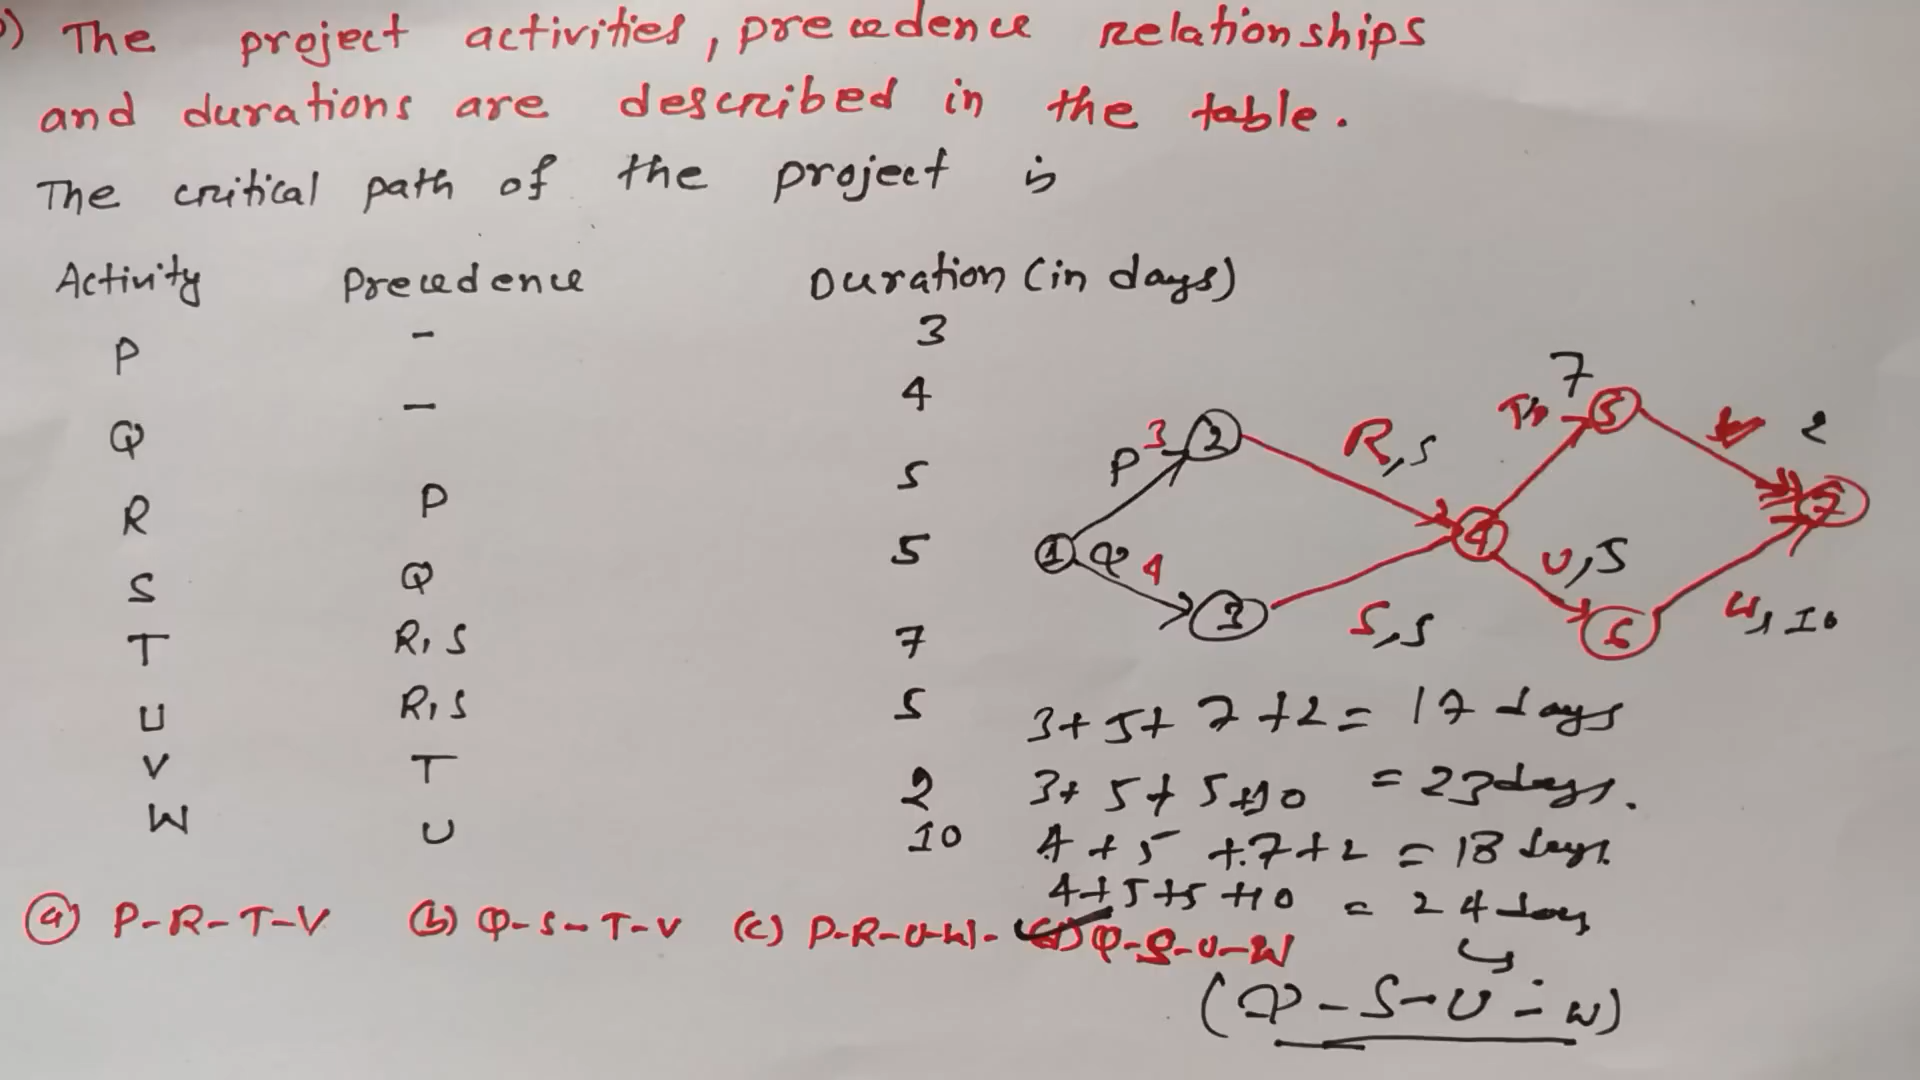 ) The project activities, precedence relationships
and durations are described in the table.
The critical path of the project is
Activity Precedence Duration (in days)
P - 3
Q - 4
R P 5
S Q 5
T R, S 7
U R, S 5
V T 2
W U 10
P 3 2 R, 5 T 7 5 2
1 4 7
Q 4 3 S, 5 U, 5 6 10
3 + 5 + 7 + 2 = 17 days
3 + 5 + 5 + 10 = 23 days.
4 + 5 + 7 + 2 = 18 days.
4 + 5 + 5 + 10 = 24 days
(a) P-R-T-V (b) Q-S-T-V (c) P-R-U-W- (d) Q-S-U-W
(Q-S-U-W)